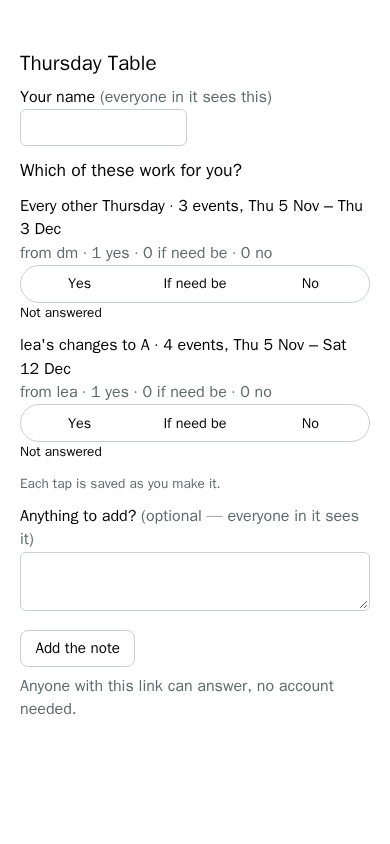 Thursday Table
Your name (everyone in it sees this)
Which of these work for you?
Every other Thursday · 3 events, Thu 5 Nov – Thu
3 Dec
from dm · 1 yes · 0 if need be · 0 no
Yes If need be No
Not answered
lea's changes to A · 4 events, Thu 5 Nov – Sat
12 Dec
from lea · 1 yes · 0 if need be · 0 no
Yes If need be No
Not answered
Each tap is saved as you make it.
Anything to add? (optional — everyone in it sees
it)
Add the note
Anyone with this link can answer, no account
needed.